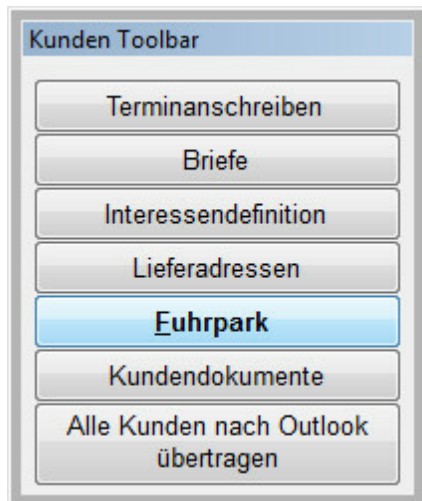 Kunden Toolbar
Terminanschreiben
Briefe
Interessendefinition
Lieferadressen
Fuhrpark
Kundendokumente
Alle Kunden nach Outlook
übertragen